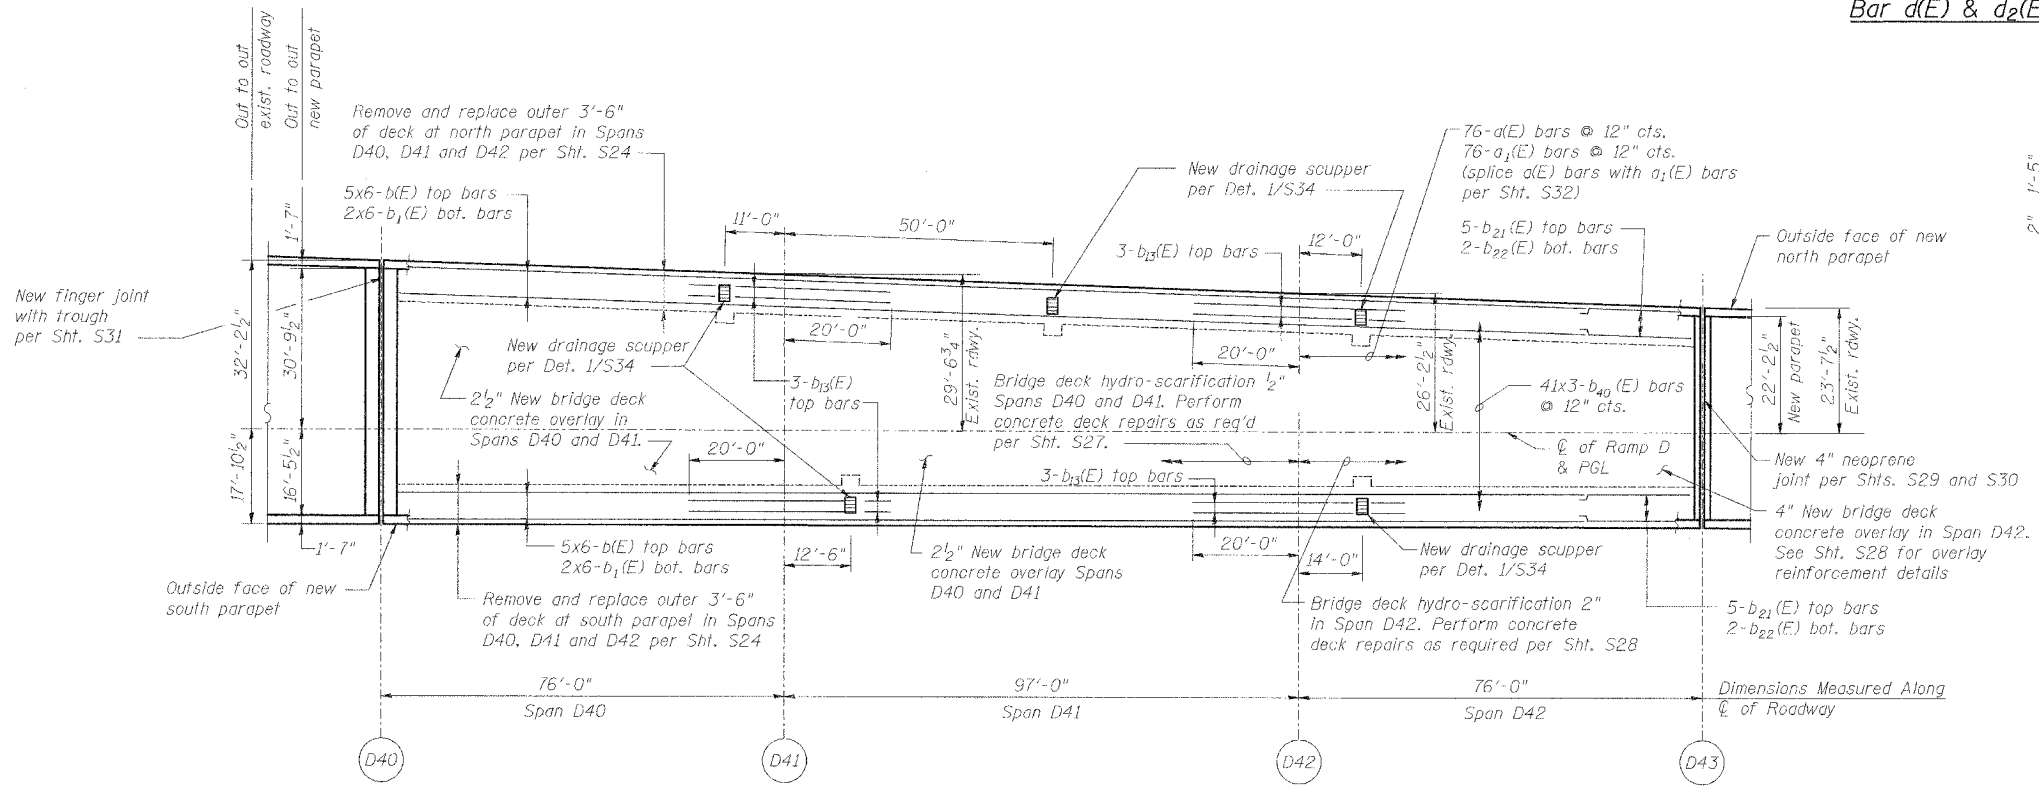 Bar d(E) & d2(E
Out to out
exist. roadway
Out to out
new parapet
Remove and replace outer 3'-6"
of deck at north parapet in Spans
D40, D41 and D42 per Sht. S24
5x6-b(E) top bars
2x6-b1(E) bot. bars
1'-7"
11'-0"
50'-0"
New drainage scupper
per Det. 1/S34
76-a(E) bars @ 12" cts.
76-a1(E) bars @ 12" cts.
(splice a(E) bars with a1(E) bars
per Sht. S32)
3-b13(E) top bars
12'-0"
5-b21(E) top bars
2-b22(E) bot. bars
Outside face of new
north parapet
2"
1'-5"
New finger joint
with trough
per Sht. S31
32'-2½"
30'-9½"
17'-10½"
16'-5½"
1'-7"
New drainage scupper
per Det. 1/S34
2½" New bridge deck
concrete overlay in
Spans D40 and D41.
20'-0"
20'-0"
3-b13(E)
top bars
29'-6¾"
Exist. rdwy.
20'-0"
Bridge deck hydro-scarification ½"
Spans D40 and D41. Perform
concrete deck repairs as req'd
per Sht. S27.
26'-2½"
Exist. rdwy.
41x3-b40(E) bars
@ 12" cts.
22'-2½"
New parapet
23'-7½"
Exist. rdwy.
℄ of Ramp D
& PGL
New 4" neoprene
joint per Shts. S29 and S30
4" New bridge deck
concrete overlay in Span D42.
See Sht. S28 for overlay
reinforcement details
3-b13(E) top bars
5x6-b(E) top bars
2x6-b1(E) bot. bars
12'-6"
2½" New bridge deck
concrete overlay Spans
D40 and D41
20'-0"
14'-0"
New drainage scupper
per Det. 1/S34
Outside face of new
south parapet
Remove and replace outer 3'-6"
of deck at south parapet in Spans
D40, D41 and D42 per Sht. S24
Bridge deck hydro-scarification 2"
in Span D42. Perform concrete
deck repairs as required per Sht. S28
5-b21(E) top bars
2-b22(E) bot. bars
76'-0"
Span D40
97'-0"
Span D41
76'-0"
Span D42
Dimensions Measured Along
℄ of Roadway
D40
D41
D42
D43